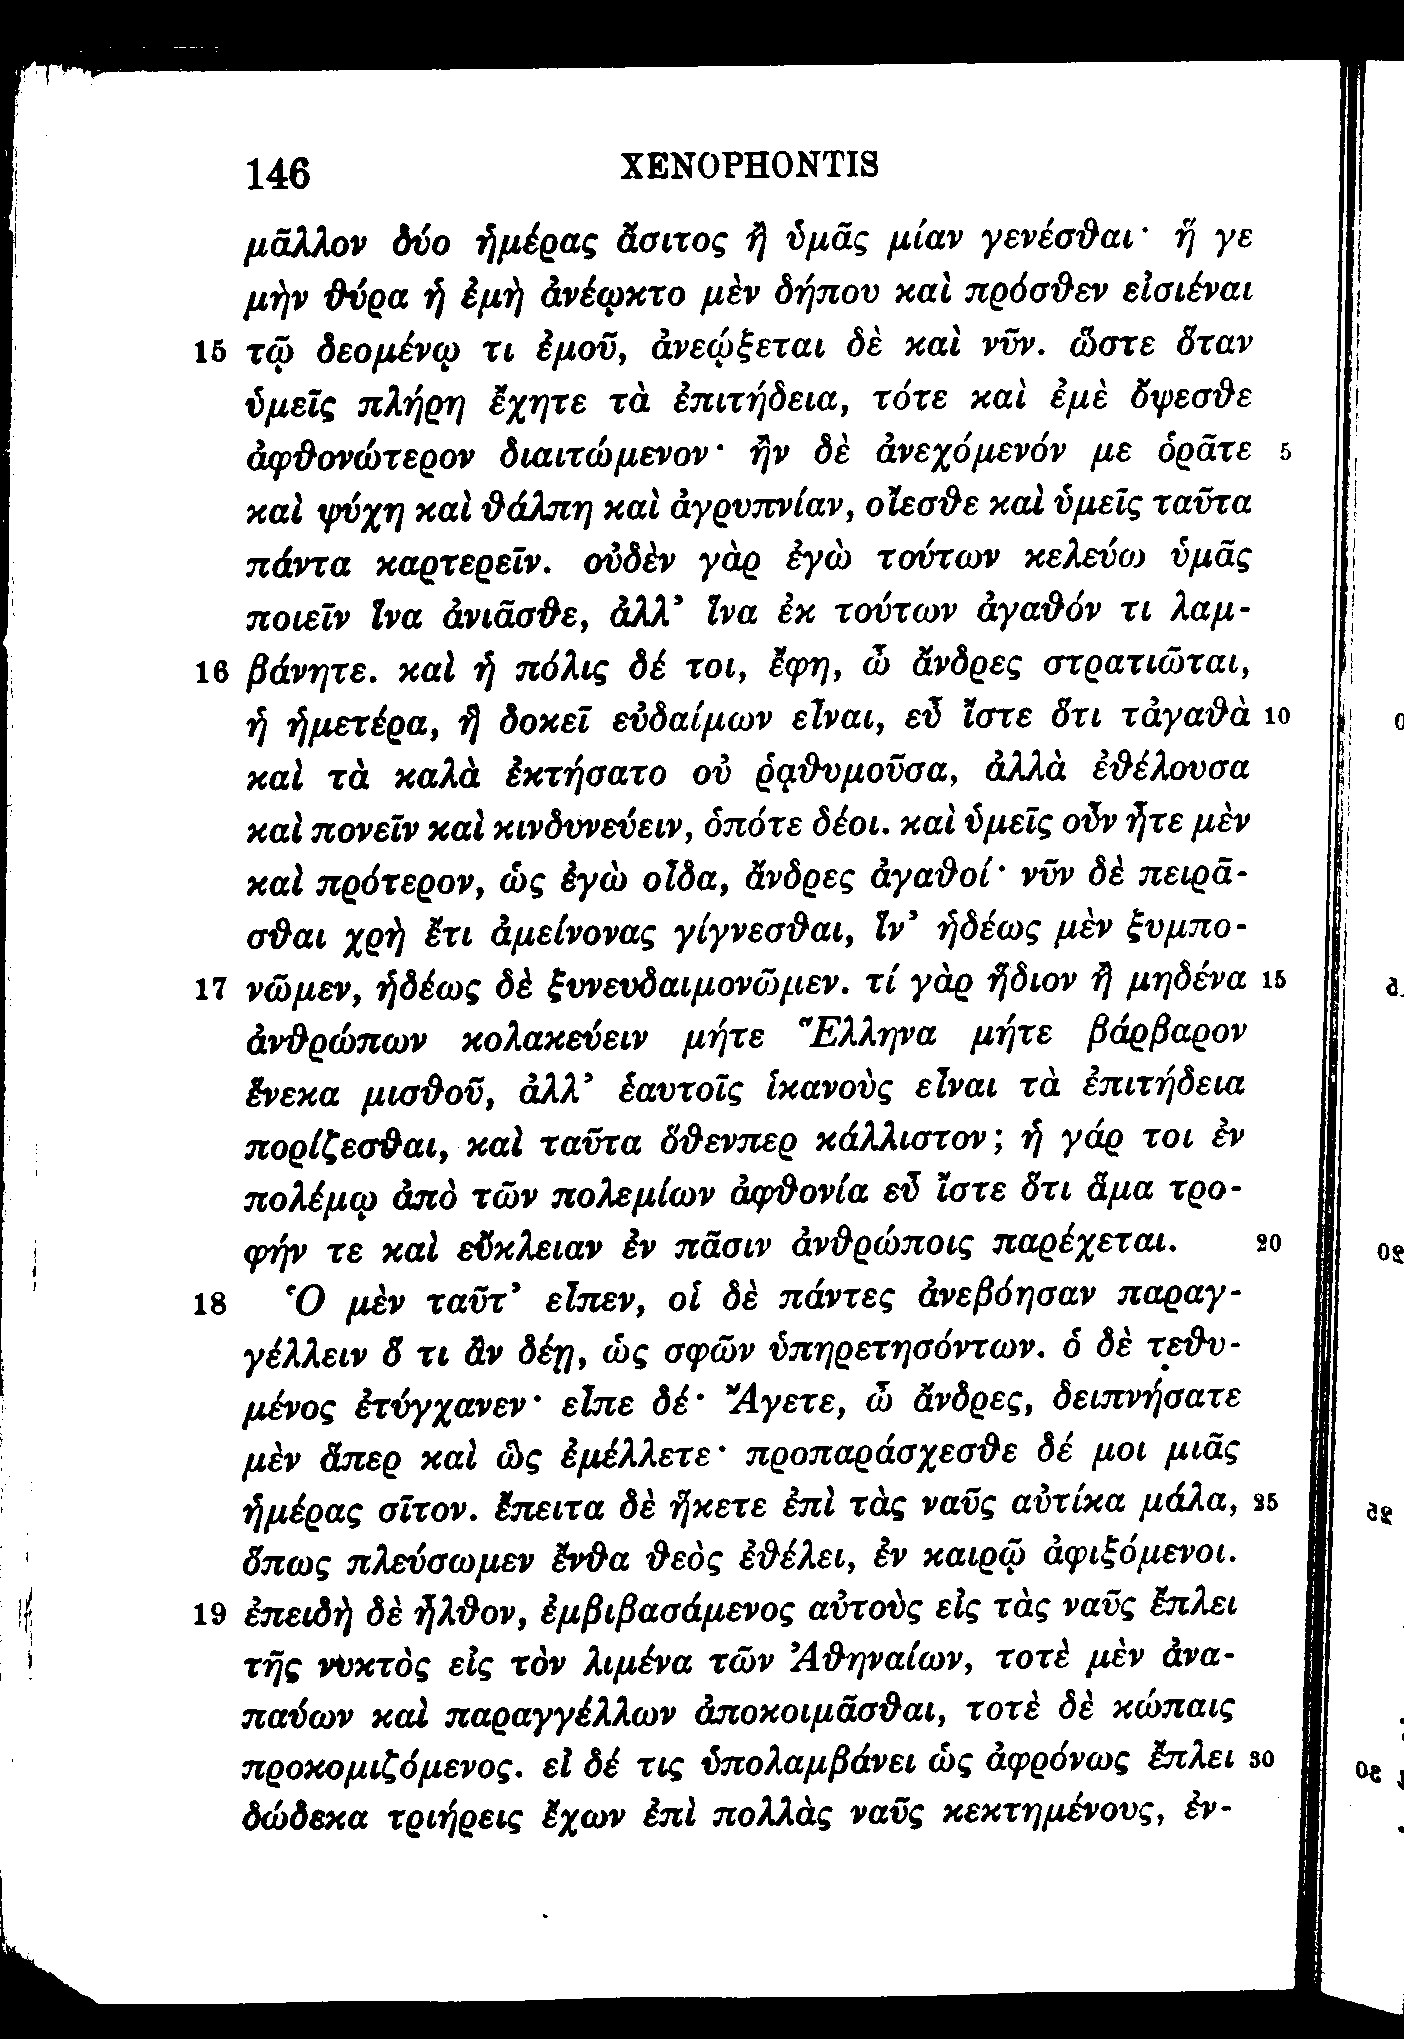 146 XENOPHONTIS
μᾶλλον δύο ἡμέρας ἄσιτος ἢ ὑμᾶς μίαν γενέσθαι· ἥ γε
μὴν θύρα ἡ ἐμὴ ἀνέῳκτο μὲν δήπου καὶ πρόσθεν εἰσιέναι
15 τῷ δεομένῳ τι ἐμοῦ, ἀνεῴξεται δὲ καὶ νῦν. ὥστε ὅταν
ὑμεῖς πλήρη ἔχητε τὰ ἐπιτήδεια, τότε καὶ ἐμὲ ὄψεσθε
ἀφθονώτερον διαιτώμενον· ἢν δὲ ἀνεχόμενόν με ὁρᾶτε 5
καὶ ψύχη καὶ θάλπη καὶ ἀγρυπνίαν, οἴεσθε καὶ ὑμεῖς ταῦτα
πάντα καρτερεῖν. οὐδὲν γὰρ ἐγὼ τούτων κελεύω ὑμᾶς
ποιεῖν ἵνα ἀνιᾶσθε, ἀλλ’ ἵνα ἐκ τούτων ἀγαθόν τι λαμ-
16 βάνητε. καὶ ἡ πόλις δέ τοι, ἔφη, ὦ ἄνδρες στρατιῶται,
ἡ ἡμετέρα, ἣ δοκεῖ εὐδαίμων εἶναι, εὖ ἴστε ὅτι τἀγαθὰ 10
καὶ τὰ καλὰ ἐκτήσατο οὐ ῥᾳθυμοῦσα, ἀλλὰ ἐθέλουσα
καὶ πονεῖν καὶ κινδυνεύειν, ὁπότε δέοι. καὶ ὑμεῖς οὖν ἦτε μὲν
καὶ πρότερον, ὡς ἐγὼ οἶδα, ἄνδρες ἀγαθοί· νῦν δὲ πειρᾶ-
σθαι χρὴ ἔτι ἀμείνονας γίγνεσθαι, ἵν’ ἡδέως μὲν ξυμπο-
17 νῶμεν, ἡδέως δὲ ξυνευδαιμονῶμεν. τί γὰρ ἥδιον ἢ μηδένα 15
ἀνθρώπων κολακεύειν μήτε Ἕλληνα μήτε βάρβαρον
ἕνεκα μισθοῦ, ἀλλ’ ἑαυτοῖς ἱκανοὺς εἶναι τὰ ἐπιτήδεια
πορίζεσθαι, καὶ ταῦτα ὅθενπερ κάλλιστον; ἡ γάρ τοι ἐν
πολέμῳ ἀπὸ τῶν πολεμίων ἀφθονία εὖ ἴστε ὅτι ἅμα τρο-
φήν τε καὶ εὔκλειαν ἐν πᾶσιν ἀνθρώποις παρέχεται. 20
18 Ὁ μὲν ταῦτ’ εἶπεν, οἱ δὲ πάντες ἀνεβόησαν παραγ-
γέλλειν ὅ τι ἂν δέῃ, ὡς σφῶν ὑπηρετησόντων. ὁ δὲ τεθυ-
μένος ἐτύγχανεν· εἶπε δέ· Ἄγετε, ὦ ἄνδρες, δειπνήσατε
μὲν ἅπερ καὶ ὣς ἐμέλλετε· προπαράσχεσθε δέ μοι μιᾶς
ἡμέρας σῖτον. ἔπειτα δὲ ἥκετε ἐπὶ τὰς ναῦς αὐτίκα μάλα, 25
ὅπως πλεύσωμεν ἔνθα θεὸς ἐθέλει, ἐν καιρῷ ἀφιξόμενοι.
19 ἐπειδὴ δὲ ἦλθον, ἐμβιβασάμενος αὐτοὺς εἰς τὰς ναῦς ἔπλει
τῆς νυκτὸς εἰς τὸν λιμένα τῶν Ἀθηναίων, τοτὲ μὲν ἀνα-
παύων καὶ παραγγέλλων ἀποκοιμᾶσθαι, τοτὲ δὲ κώπαις
προκομιζόμενος. εἰ δέ τις ὑπολαμβάνει ὡς ἀφρόνως ἔπλει 30
δώδεκα τριήρεις ἔχων ἐπὶ πολλὰς ναῦς κεκτημένους, ἐν-